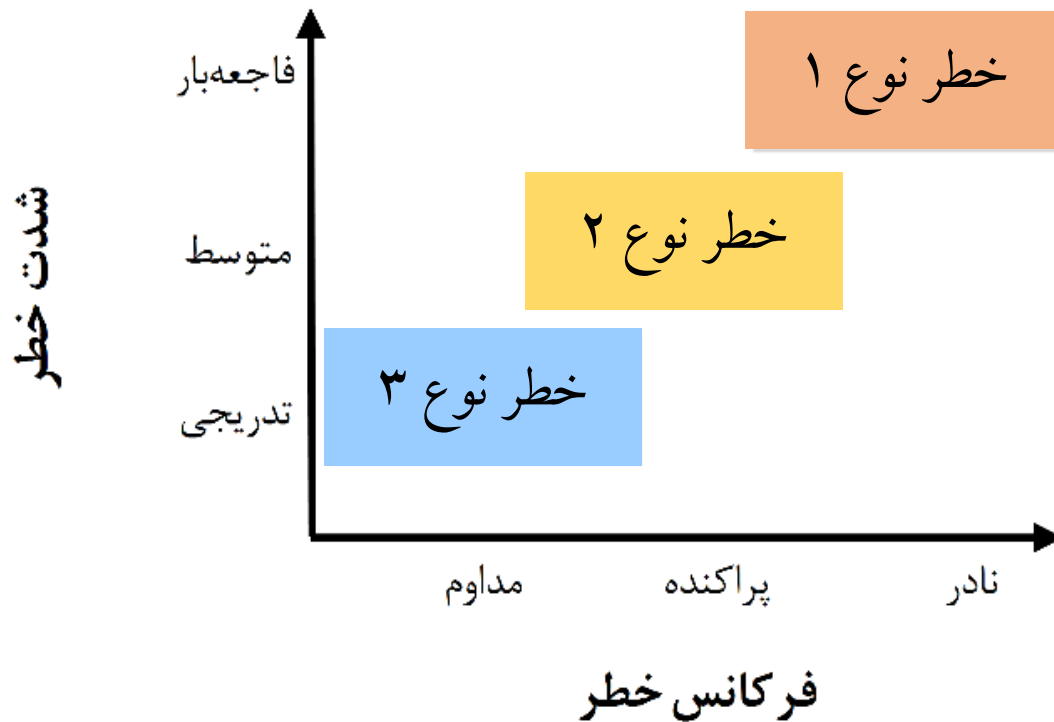 فاجعه‌بار
خطر نوع ۱
شدت خطر
متوسط
خطر نوع ۲
تدریجی
خطر نوع ۳
نادر
پراکنده
مداوم
فرکانس خطر